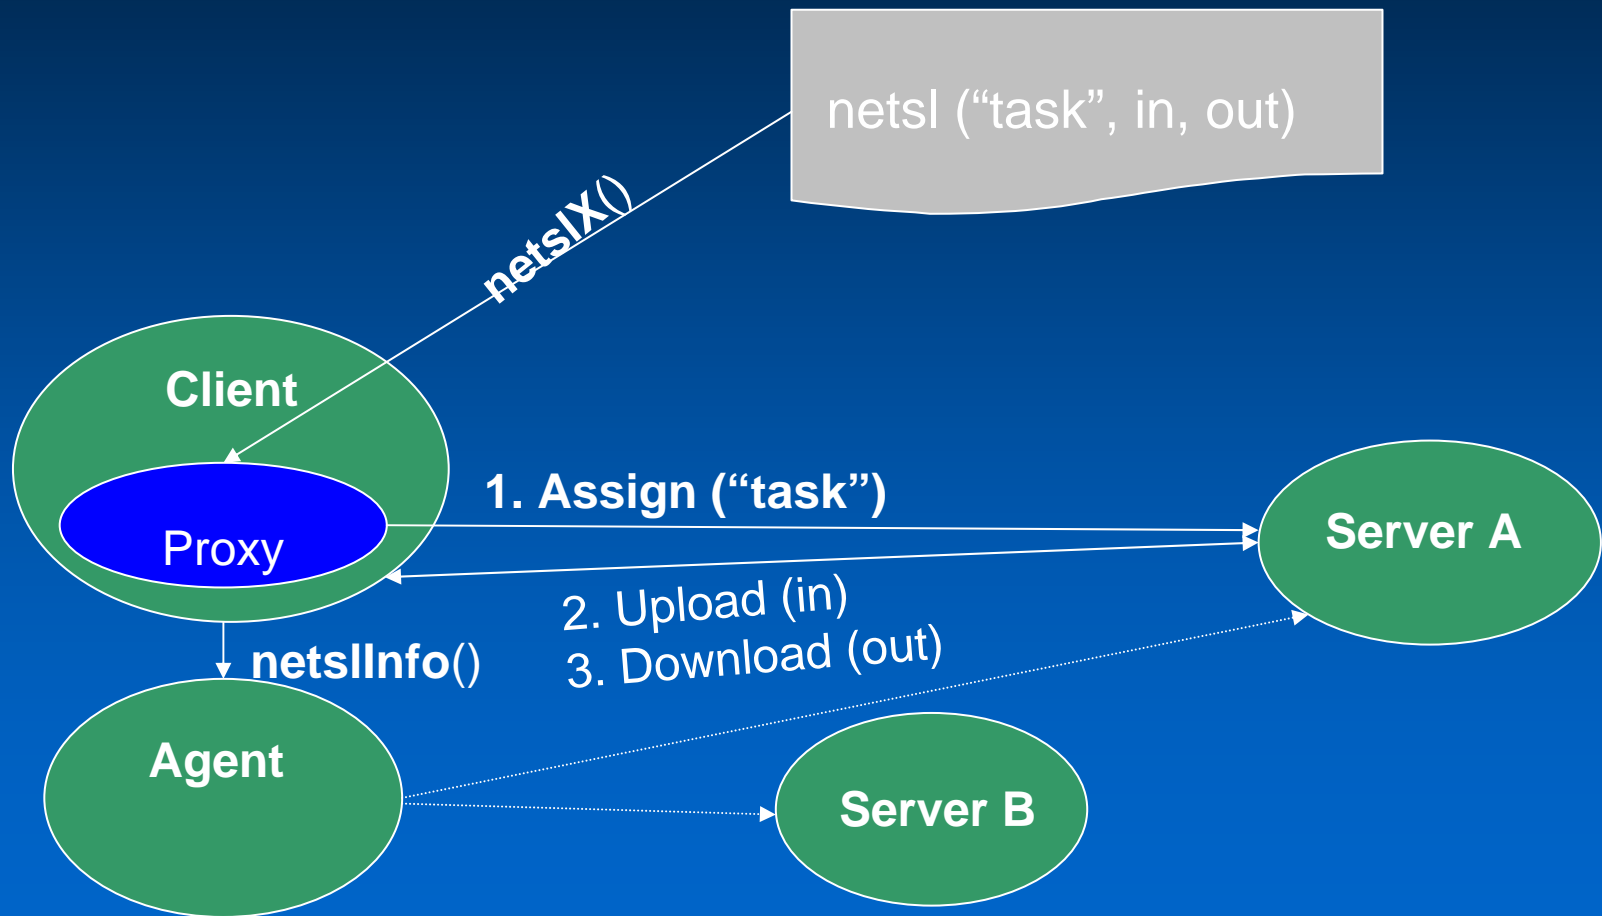 netsl (“task”, in, out)
netslX()
Client
Proxy
1. Assign (“task”)
Server A
2. Upload (in)
3. Download (out)
netslInfo()
Agent
Server B